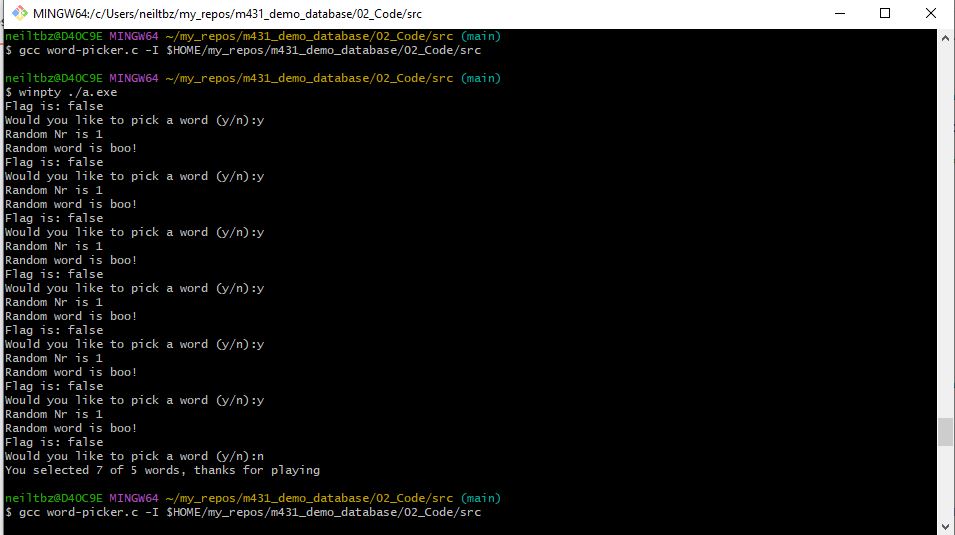 MINGW64:/c/Users/neiltbz/my_repos/m431_demo_database/02_Code/src
neiltbz@D40C9E MINGW64 ~/my_repos/m431_demo_database/02_Code/src (main)
$ gcc word-picker.c -I $HOME/my_repos/m431_demo_database/02_Code/src
neiltbz@D40C9E MINGW64 ~/my_repos/m431_demo_database/02_Code/src (main)
$ winpty ./a.exe
Flag is: false
Would you like to pick a word (y/n):y
Random Nr is 1
Random word is boo!
Flag is: false
Would you like to pick a word (y/n):y
Random Nr is 1
Random word is boo!
Flag is: false
Would you like to pick a word (y/n):y
Random Nr is 1
Random word is boo!
Flag is: false
Would you like to pick a word (y/n):y
Random Nr is 1
Random word is boo!
Flag is: false
Would you like to pick a word (y/n):y
Random Nr is 1
Random word is boo!
Flag is: false
Would you like to pick a word (y/n):y
Random Nr is 1
Random word is boo!
Flag is: false
Would you like to pick a word (y/n):n
You selected 7 of 5 words, thanks for playing
neiltbz@D40C9E MINGW64 ~/my_repos/m431_demo_database/02_Code/src (main)
$ gcc word-picker.c -I $HOME/my_repos/m431_demo_database/02_Code/src